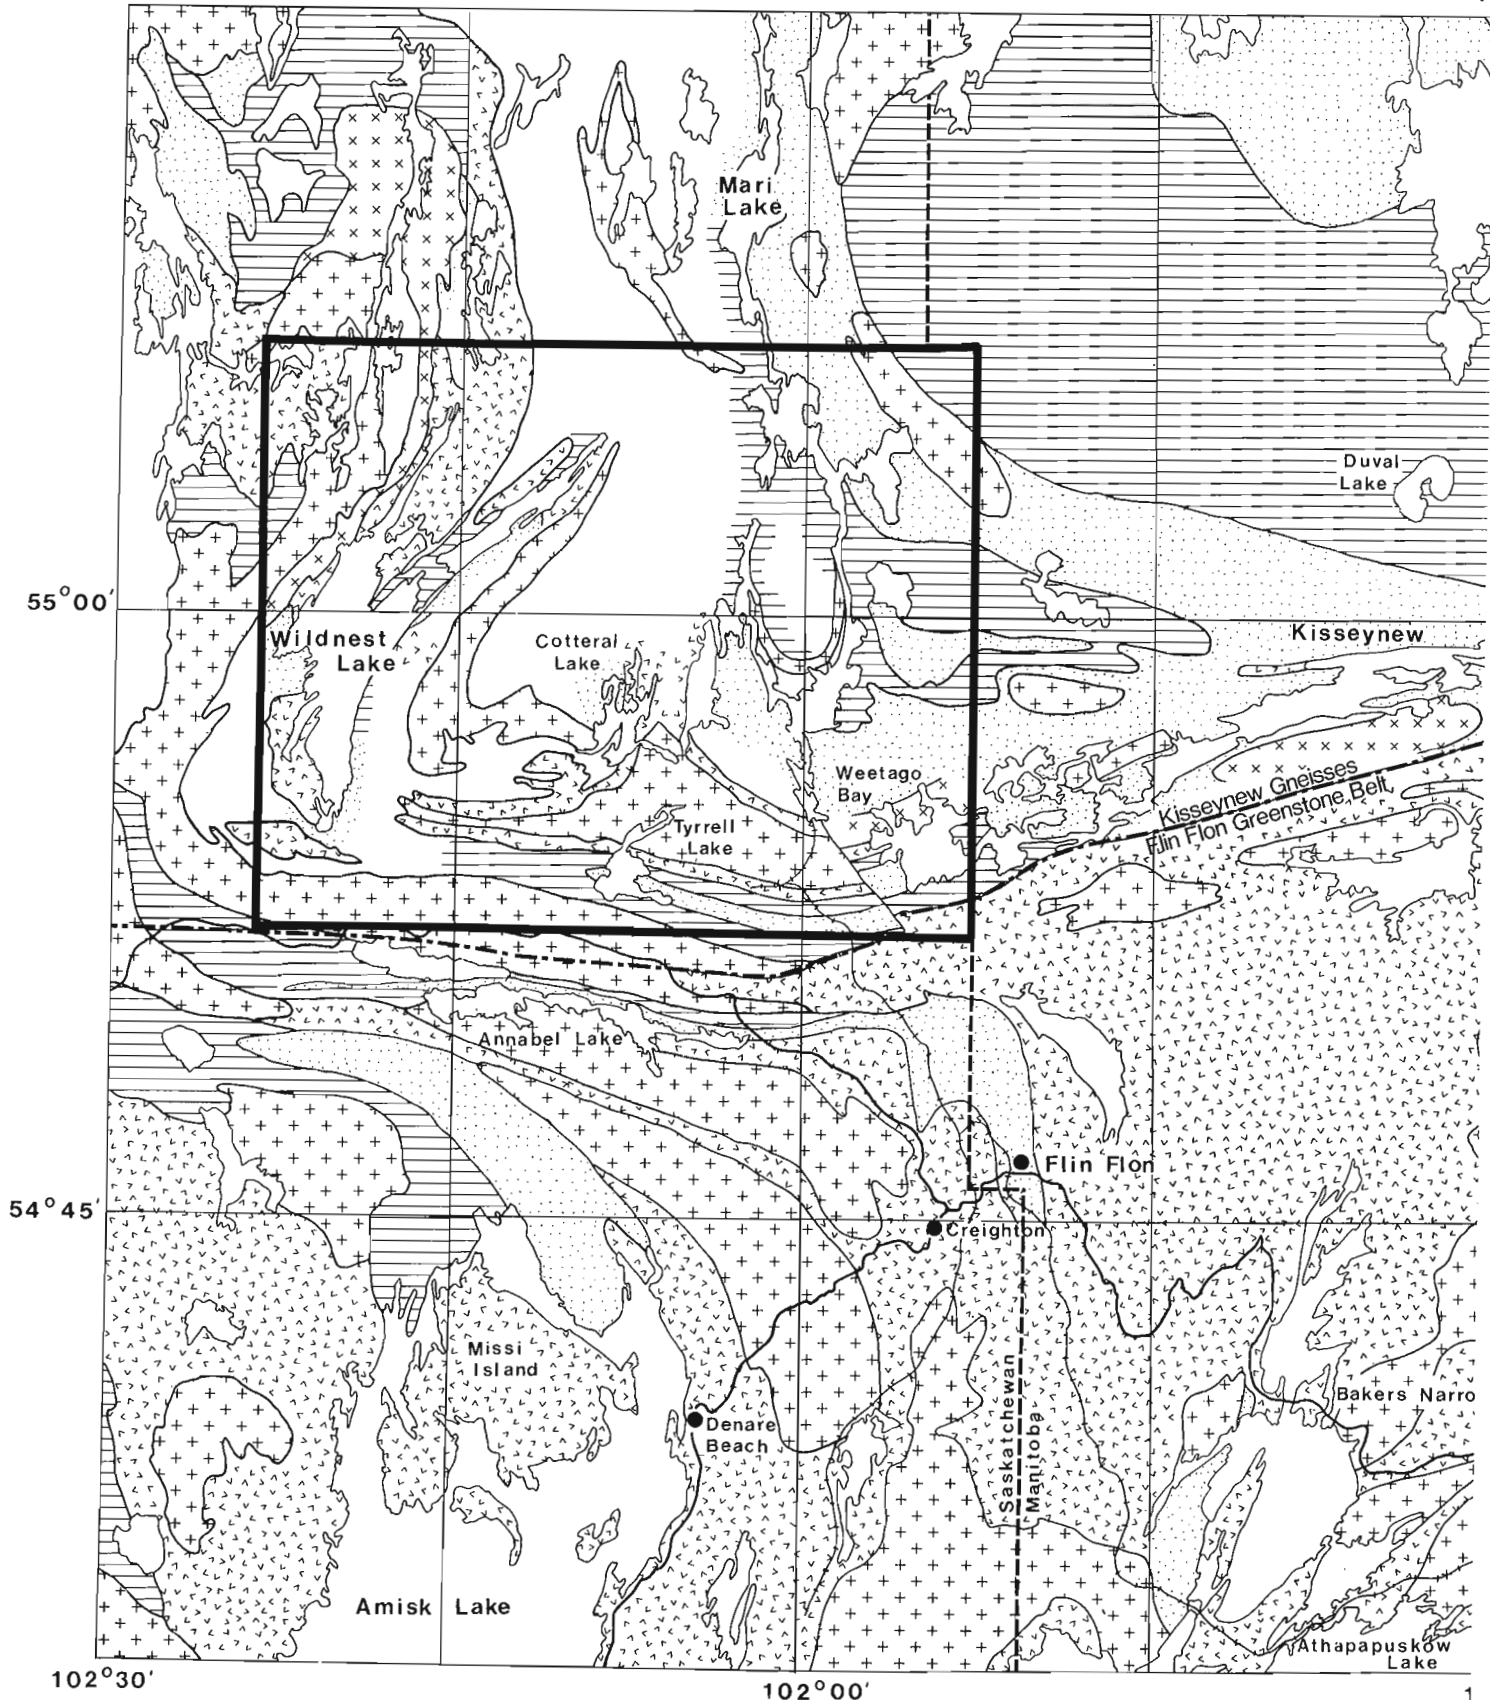 Mari
Lake
Duval
Lake
55°00'
Wildnest
Lake
Cotteral
Lake
Kisseynew
Weetago
Bay
Kisseynew Gneisses
Flin Flon Greenstone Belt
Tyrrell
Lake
Annabel Lake
Flin Flon
54°45'
Creighton
Missi
Island
Saskatchewan
Manitoba
Bakers Narro
Denare
Beach
Amisk Lake
Athapapuskow
Lake
102°30'
102°00'
1